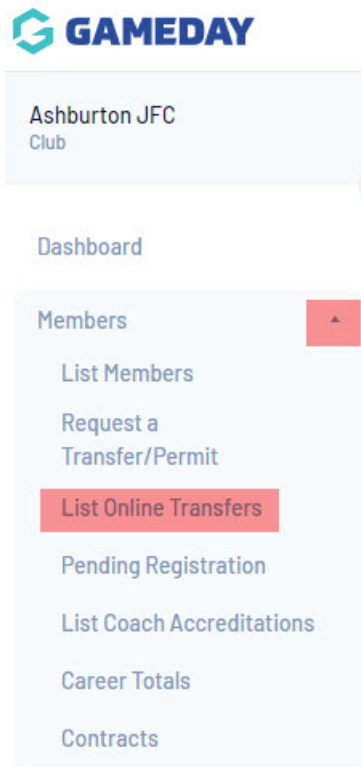 GAMEDAY
Ashburton JFC
Club
Dashboard
Members
List Members
Request a
Transfer/Permit
List Online Transfers
Pending Registration
List Coach Accreditations
Career Totals
Contracts